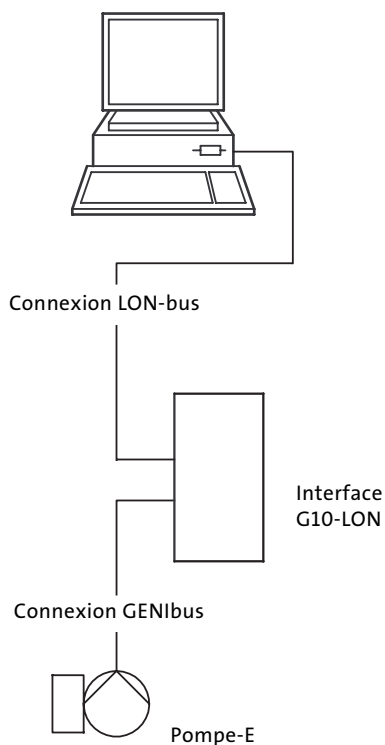 Connexion LON-bus
Interface
G10-LON
Connexion GENIbus
Pompe-E